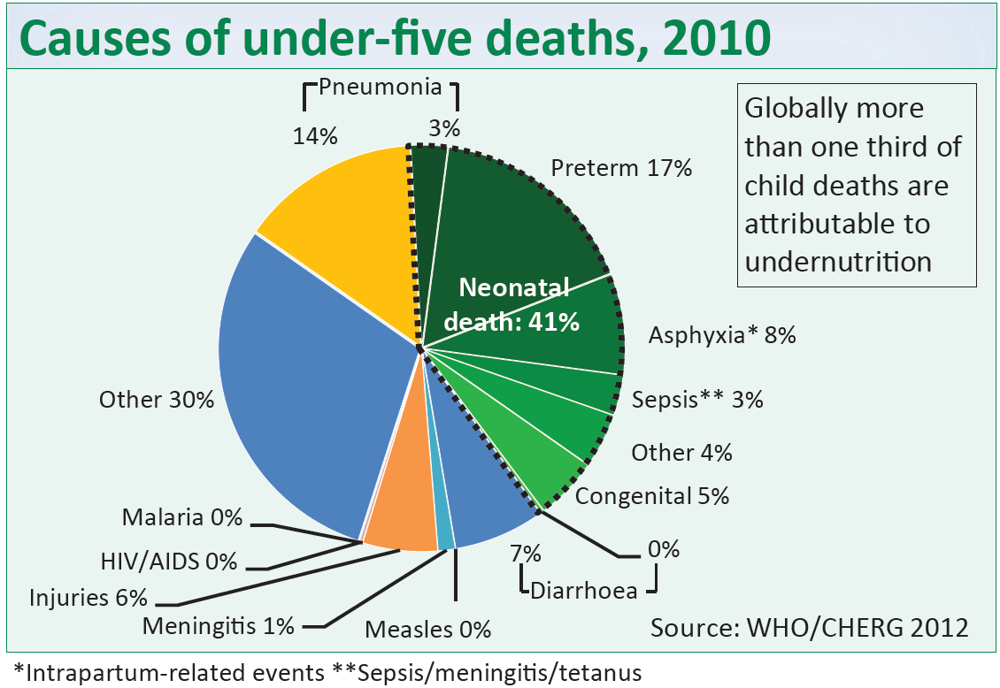 Causes of under-five deaths, 2010
Pneumonia
14%
3%
Globally more
than one third of
child deaths are
attributable to
undernutrition
Preterm 17%
Neonatal
death: 41%
Asphyxia* 8%
Sepsis** 3%
Other 4%
Congenital 5%
0%
7%
Diarrhoea
Other 30%
Malaria 0%
HIV/AIDS 0%
Injuries 6%
Meningitis 1%
Measles 0%
Source: WHO/CHERG 2012
*Intrapartum-related events **Sepsis/meningitis/tetanus